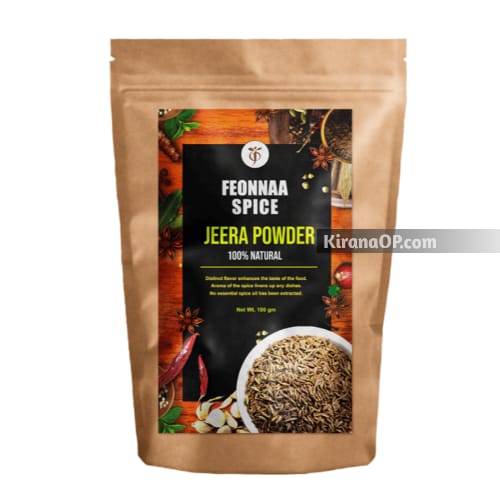 FEONNAA
SPICE
JEERA POWDER
100% NATURAL
Distinct flavor enhances the taste of the food.
Aroma of the spice livens up any dishes.
No essential spice oil has been extracted.
Net Wt. 100 gm
KiranaOP.com